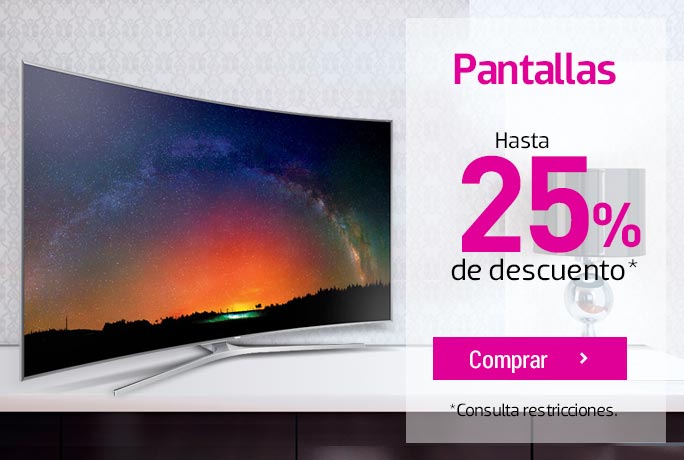 Pantallas
Hasta
25%
de descuento*
Comprar >
*Consulta restricciones.